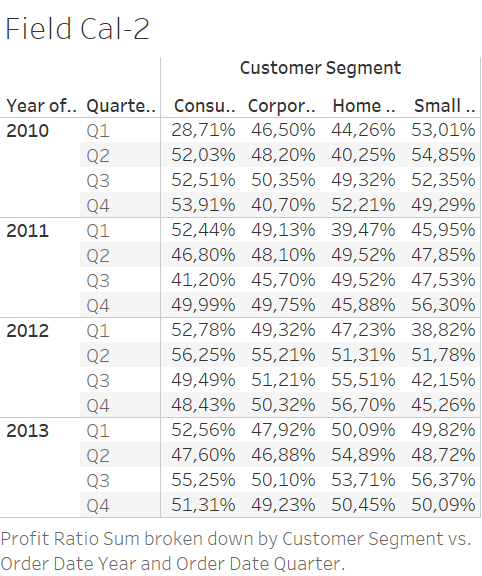 Field Cal-2
Customer Segment
Year of.. Quarte.. Consu.. Corpor.. Home .. Small ..
2010 Q1 28,71% 46,50% 44,26% 53,01%
Q2 52,03% 48,20% 40,25% 54,85%
Q3 52,51% 50,35% 49,32% 52,35%
Q4 53,91% 40,70% 52,21% 49,29%
2011 Q1 52,44% 49,13% 39,47% 45,95%
Q2 46,80% 48,10% 49,52% 47,85%
Q3 41,20% 45,70% 49,52% 47,53%
Q4 49,99% 49,75% 45,88% 56,30%
2012 Q1 52,78% 49,32% 47,23% 38,82%
Q2 56,25% 55,21% 51,31% 51,78%
Q3 49,49% 51,21% 55,51% 42,15%
Q4 48,43% 50,32% 56,70% 45,26%
2013 Q1 52,56% 47,92% 50,09% 49,82%
Q2 47,60% 46,88% 54,89% 48,72%
Q3 55,25% 50,10% 53,71% 56,37%
Q4 51,31% 49,23% 50,45% 50,09%
Profit Ratio Sum broken down by Customer Segment vs.
Order Date Year and Order Date Quarter.